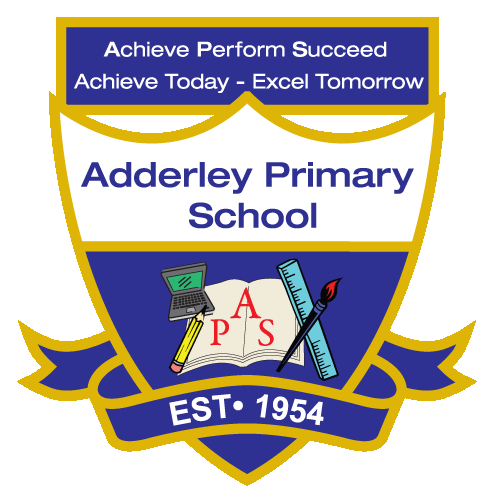 Achieve Perform Succeed
Achieve Today - Excel Tomorrow
Adderley Primary
School
A
P S
EST• 1954